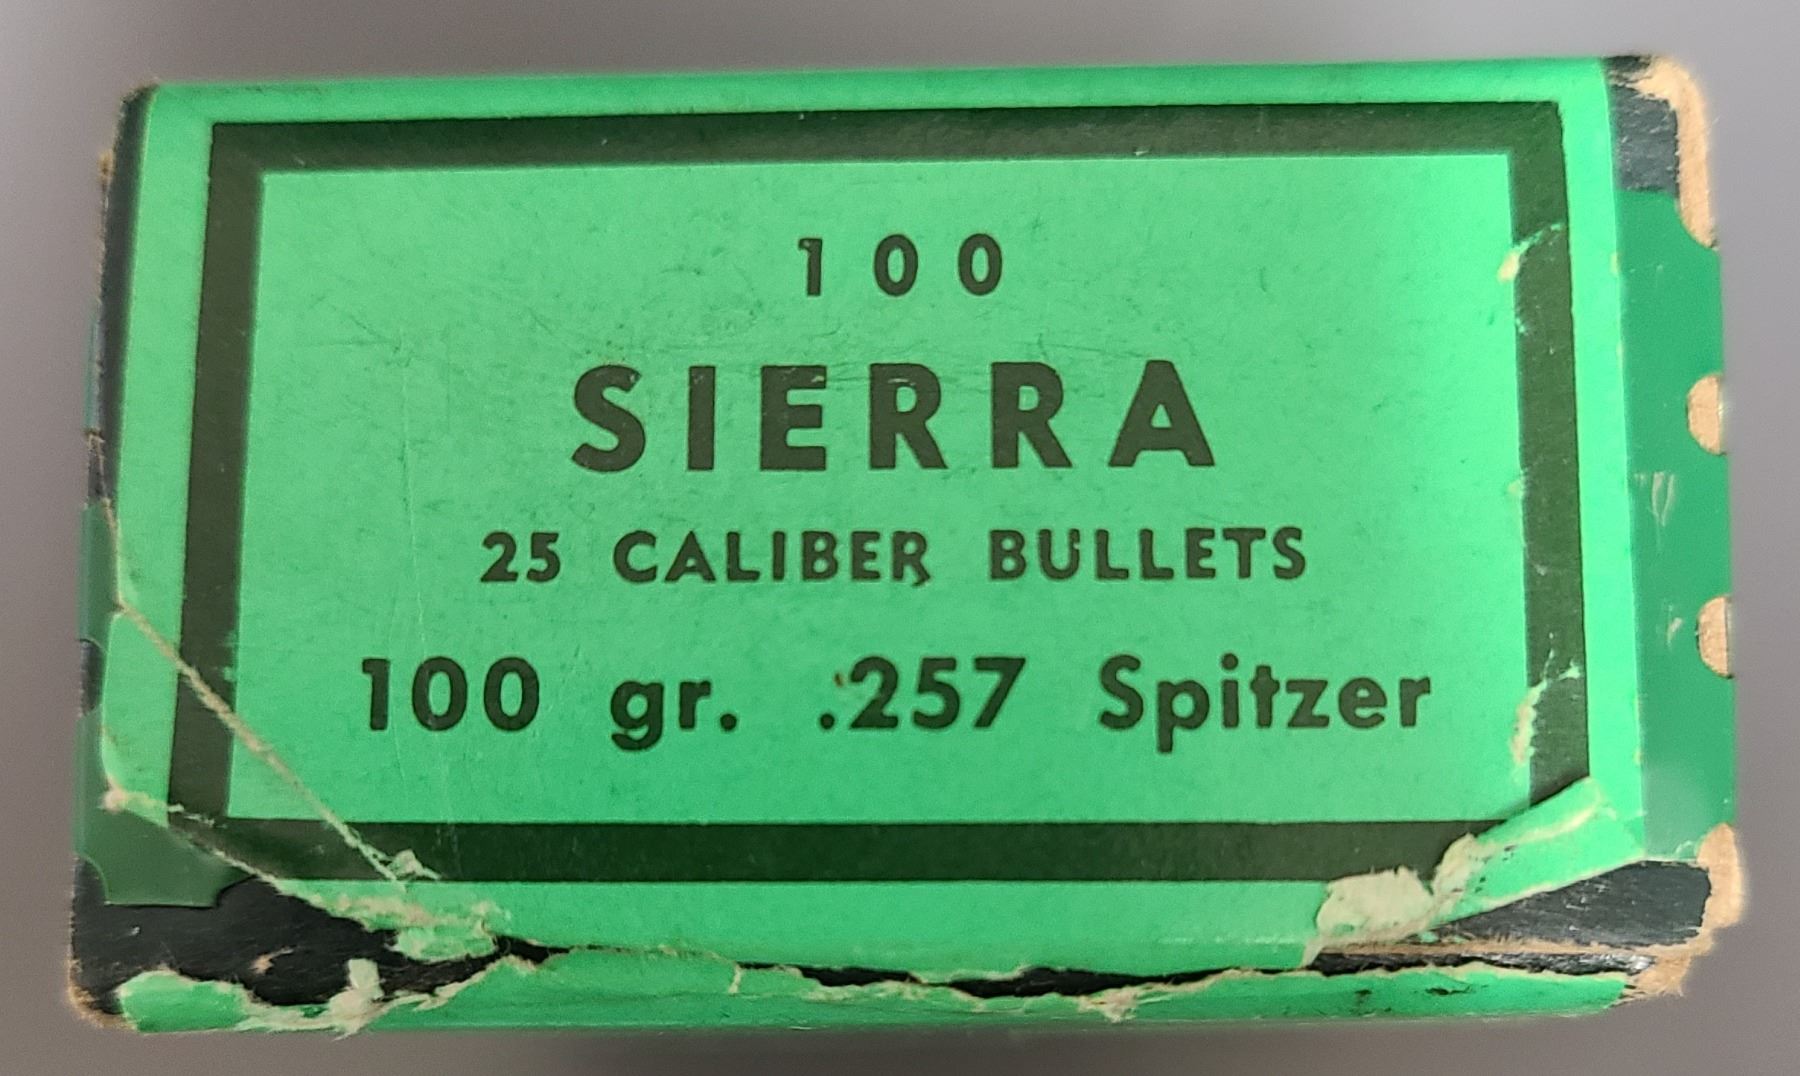 100
SIERRA
25 CALIBER BULLETS
100 gr. .257 Spitzer